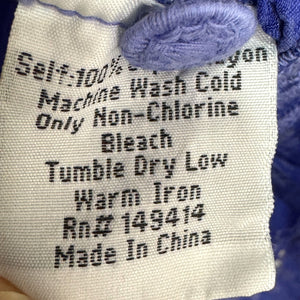 Self:100%
Machine Wash Cold
Only Non-Chlorine
Bleach
Tumble Dry Low
Warm Iron
Rn# 149414
Made In China